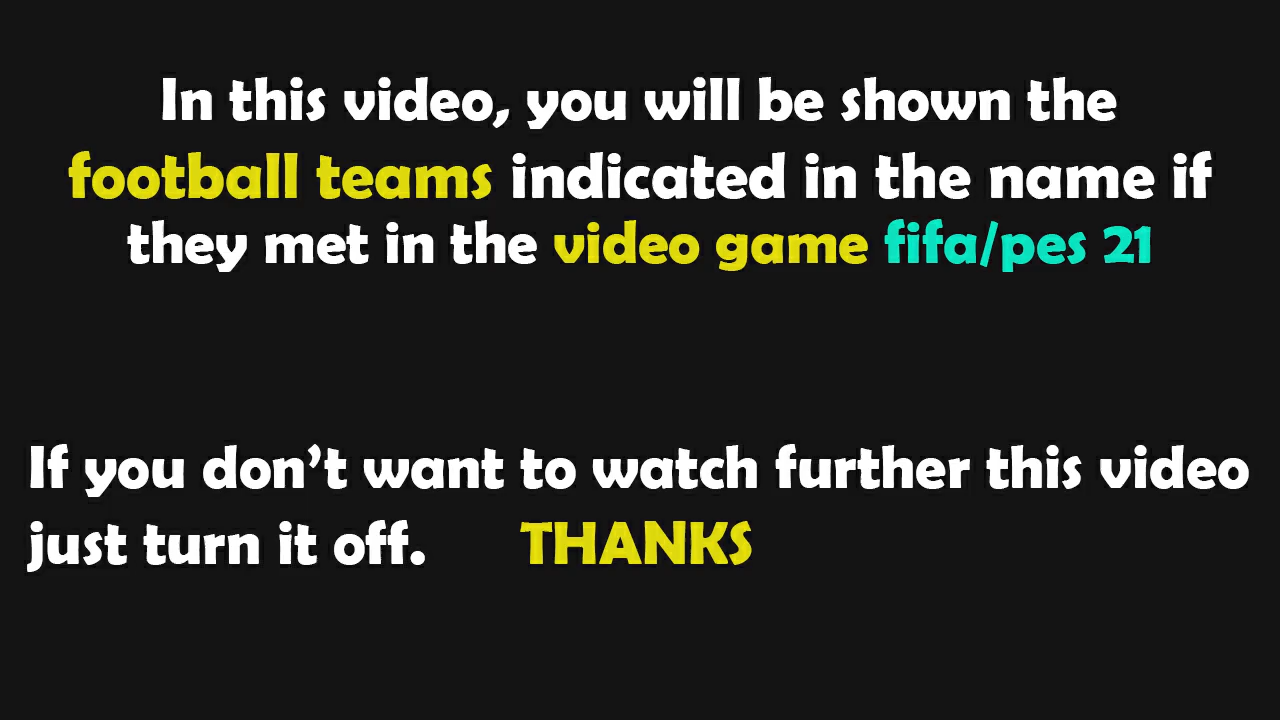 In this video, you will be shown the
football teams indicated in the name if
they met in the video game fifa/pes 21
If you don’t want to watch further this video
just turn it off. THANKS